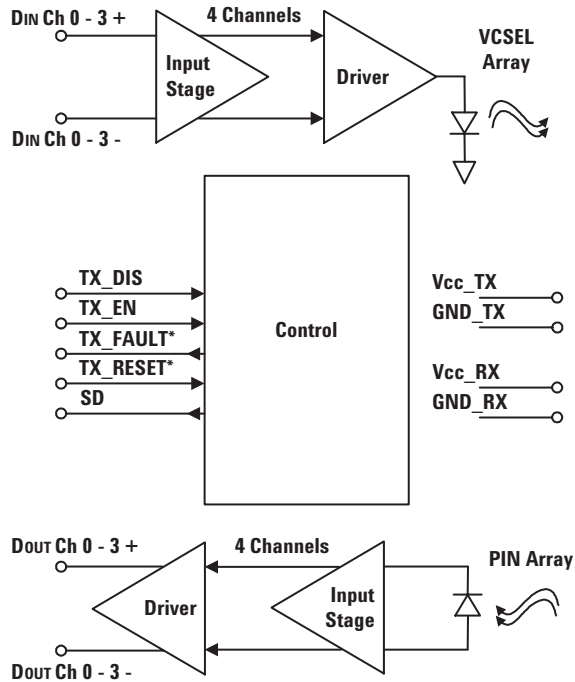 DIN Ch 0 - 3 +
4 Channels
VCSEL
Array
Input
Stage
Driver
DIN Ch 0 - 3 -
TX_DIS
TX_EN
TX_FAULT*
TX_RESET*
SD
Control
Vcc_TX
GND_TX
Vcc_RX
GND_RX
DOUT Ch 0 - 3 +
4 Channels
PIN Array
Driver
Input
Stage
DOUT Ch 0 - 3 -